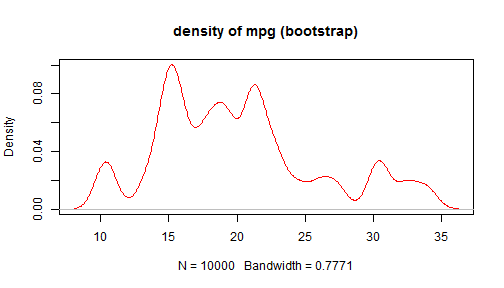 density of mpg (bootstrap)
Density
0.08
0.04
0.00
10 15 20 25 30 35
N = 10000 Bandwidth = 0.7771